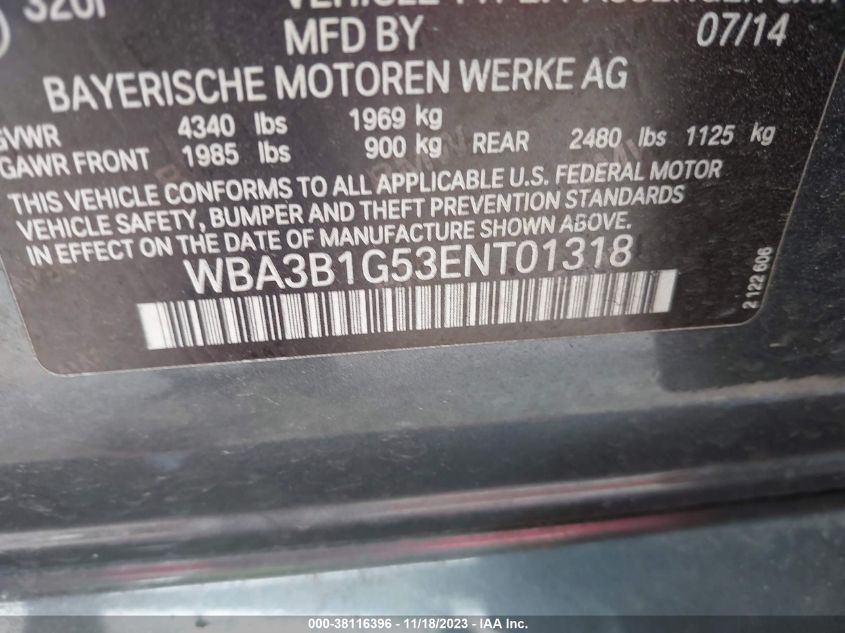 320I
MFD BY 07/14
BAYERISCHE MOTOREN WERKE AG
GVWR 4340 lbs 1969 kg
GAWR FRONT 1985 lbs 900 kg REAR 2480 lbs 1125 kg
THIS VEHICLE CONFORMS TO ALL APPLICABLE U.S. FEDERAL MOTOR
VEHICLE SAFETY, BUMPER AND THEFT PREVENTION STANDARDS
IN EFFECT ON THE DATE OF MANUFACTURE SHOWN ABOVE.
WBA3B1G53ENT01318
2 122 606
000-38116396 - 11/18/2023 - IAA Inc.